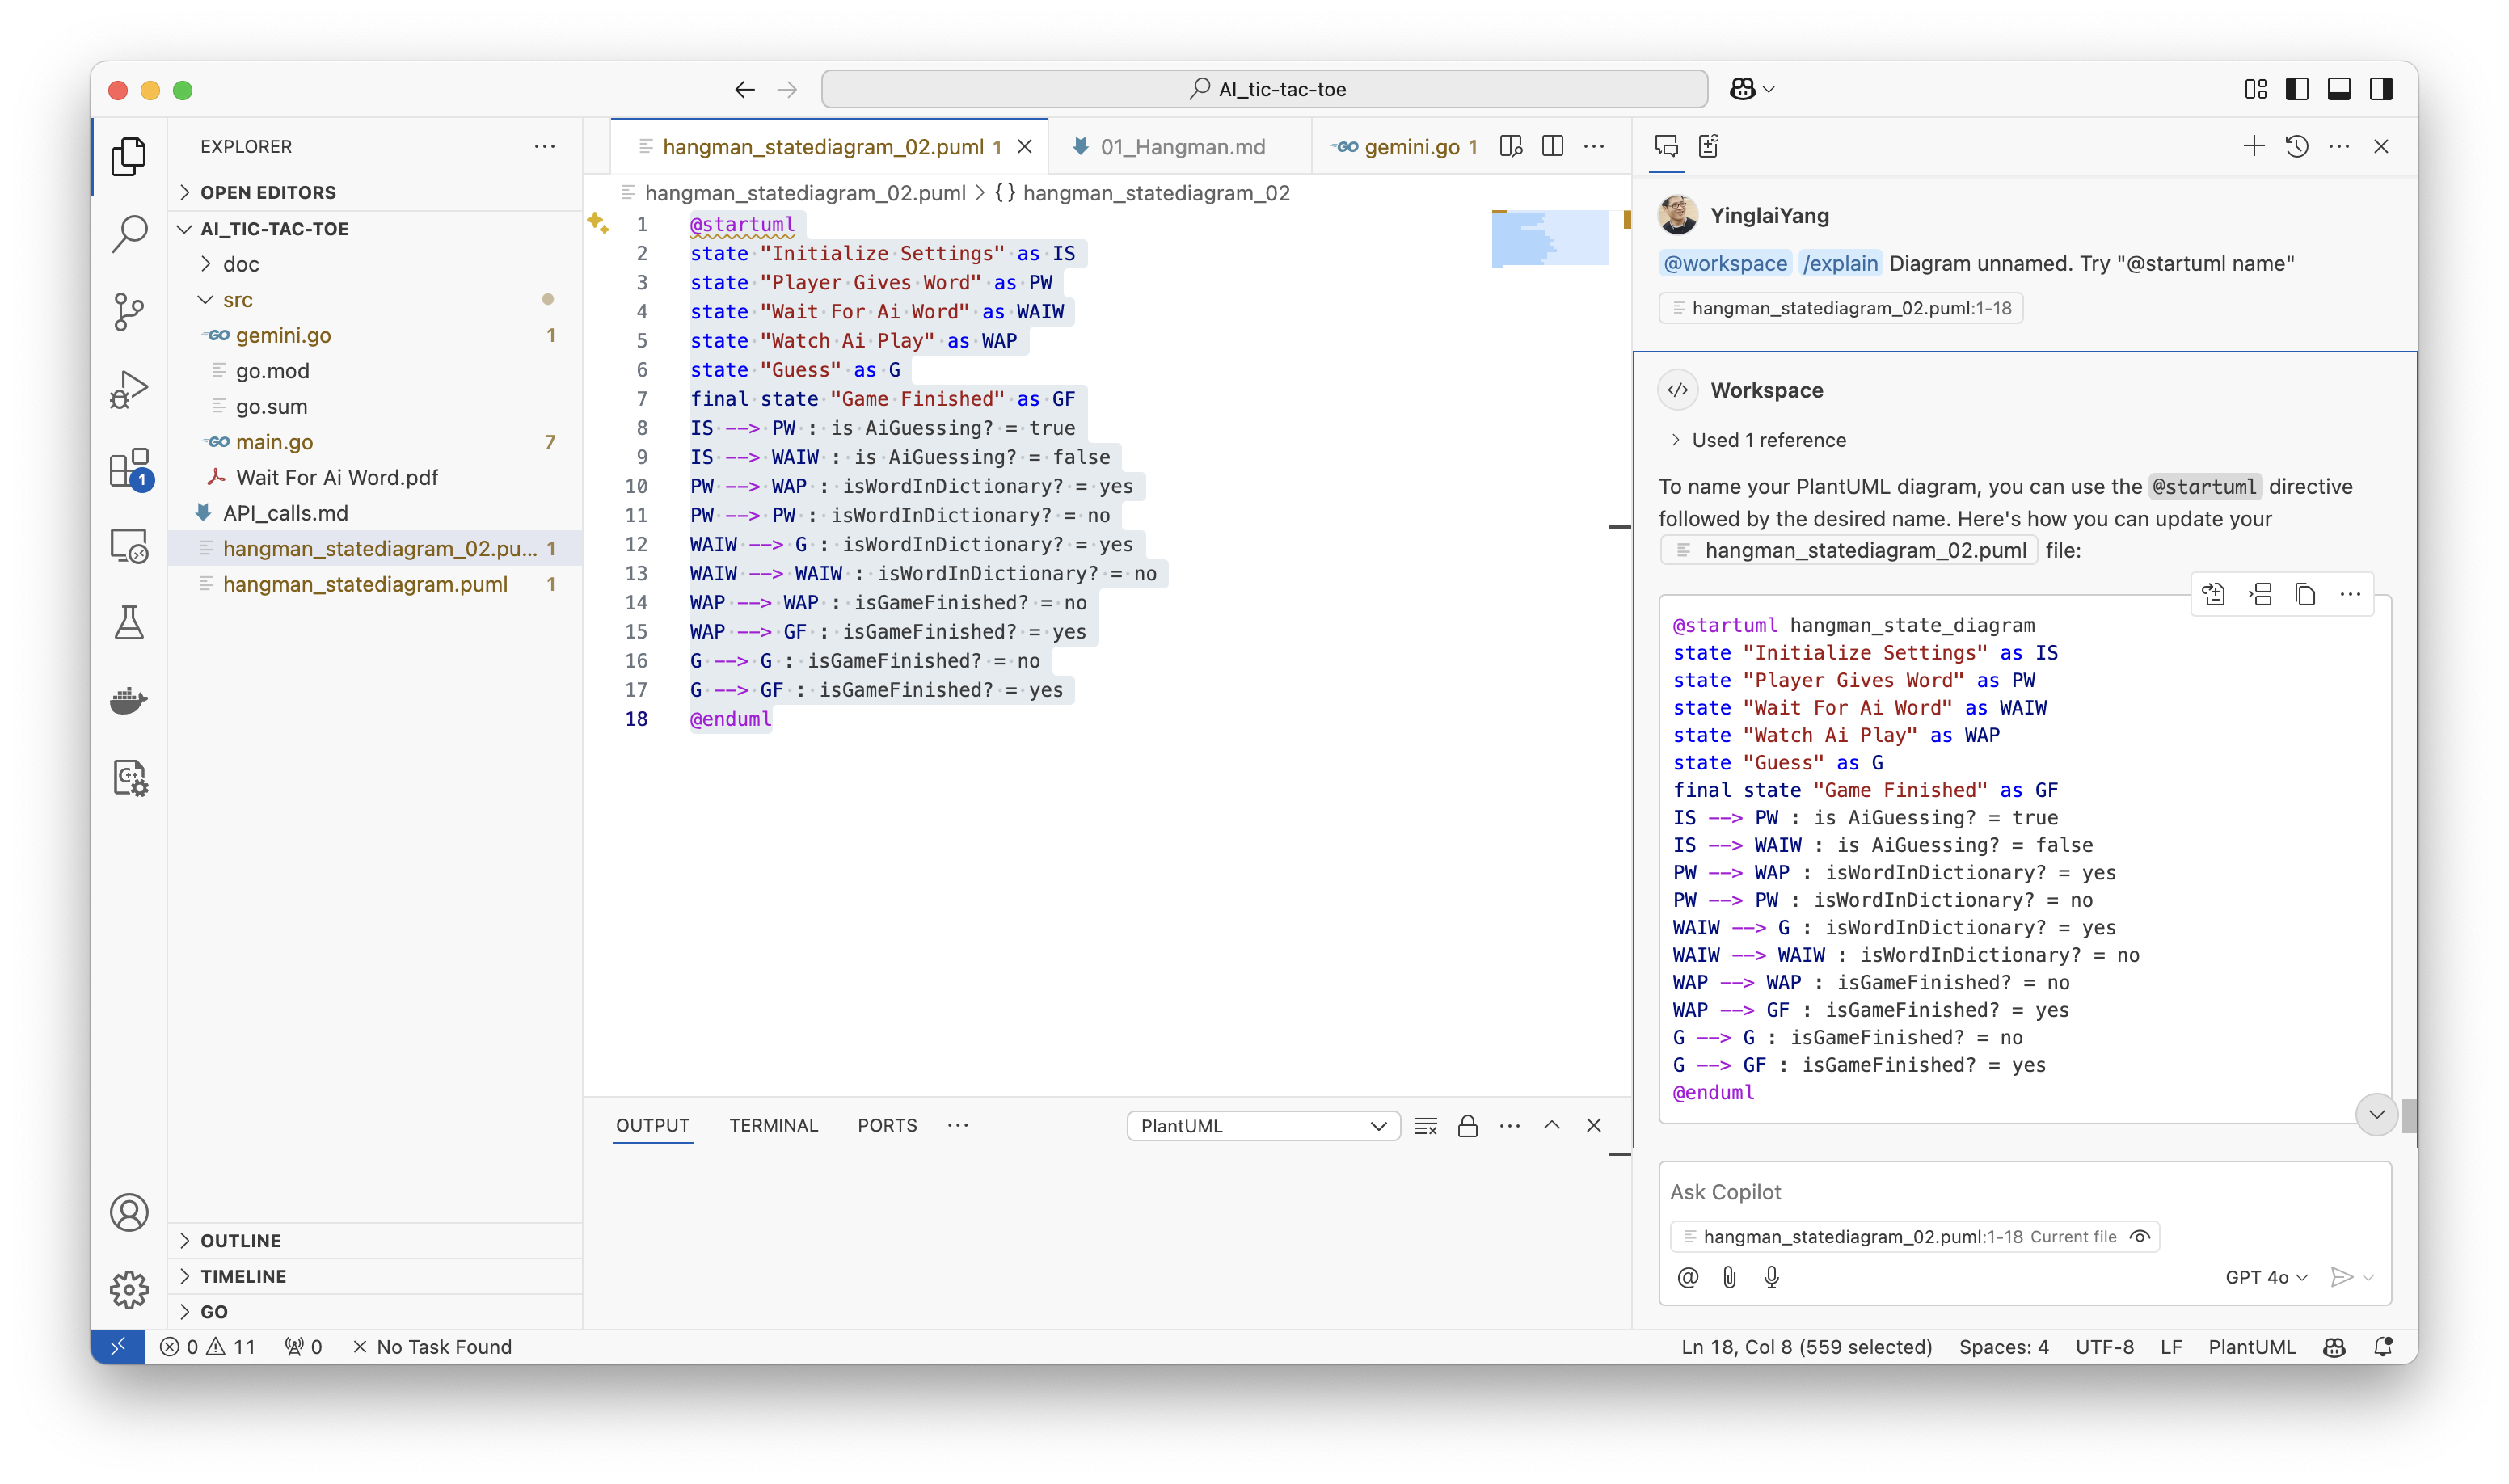 AI_tic-tac-toe
EXPLORER
OPEN EDITORS
AI_TIC-TAC-TOE
doc
src
GO gemini.go 1
go.mod
go.sum
GO main.go 7
Wait For Ai Word.pdf
API_calls.md
hangman_statediagram_02.pu... 1
hangman_statediagram.puml 1
1
OUTLINE
TIMELINE
GO
hangman_statediagram_02.puml 1
01_Hangman.md
GO gemini.go 1
hangman_statediagram_02.puml > {} hangman_statediagram_02
1 @startuml
2 state "Initialize Settings" as IS
3 state "Player Gives Word" as PW
4 state "Wait For Ai Word" as WAIW
5 state "Watch Ai Play" as WAP
6 state "Guess" as G
7 final state "Game Finished" as GF
8 IS --> PW : is AiGuessing? = true
9 IS --> WAIW : is AiGuessing? = false
10 PW --> WAP : isWordInDictionary? = yes
11 PW --> PW : isWordInDictionary? = no
12 WAIW --> G : isWordInDictionary? = yes
13 WAIW --> WAIW : isWordInDictionary? = no
14 WAP --> WAP : isGameFinished? = no
15 WAP --> GF : isGameFinished? = yes
16 G --> G : isGameFinished? = no
17 G --> GF : isGameFinished? = yes
18 @enduml
OUTPUT
TERMINAL
PORTS
PlantUML
YinglaiYang
@workspace /explain Diagram unnamed. Try "@startuml name"
hangman_statediagram_02.puml:1-18
Workspace
Used 1 reference
To name your PlantUML diagram, you can use the @startuml directive
followed by the desired name. Here's how you can update your
hangman_statediagram_02.puml file:
@startuml hangman_state_diagram
state "Initialize Settings" as IS
state "Player Gives Word" as PW
state "Wait For Ai Word" as WAIW
state "Watch Ai Play" as WAP
state "Guess" as G
final state "Game Finished" as GF
IS --> PW : is AiGuessing? = true
IS --> WAIW : is AiGuessing? = false
PW --> WAP : isWordInDictionary? = yes
PW --> PW : isWordInDictionary? = no
WAIW --> G : isWordInDictionary? = yes
WAIW --> WAIW : isWordInDictionary? = no
WAP --> WAP : isGameFinished? = no
WAP --> GF : isGameFinished? = yes
G --> G : isGameFinished? = no
G --> GF : isGameFinished? = yes
@enduml
Ask Copilot
hangman_statediagram_02.puml:1-18 Current file
GPT 4o
0 11 0 No Task Found
Ln 18, Col 8 (559 selected) Spaces: 4 UTF-8 LF PlantUML